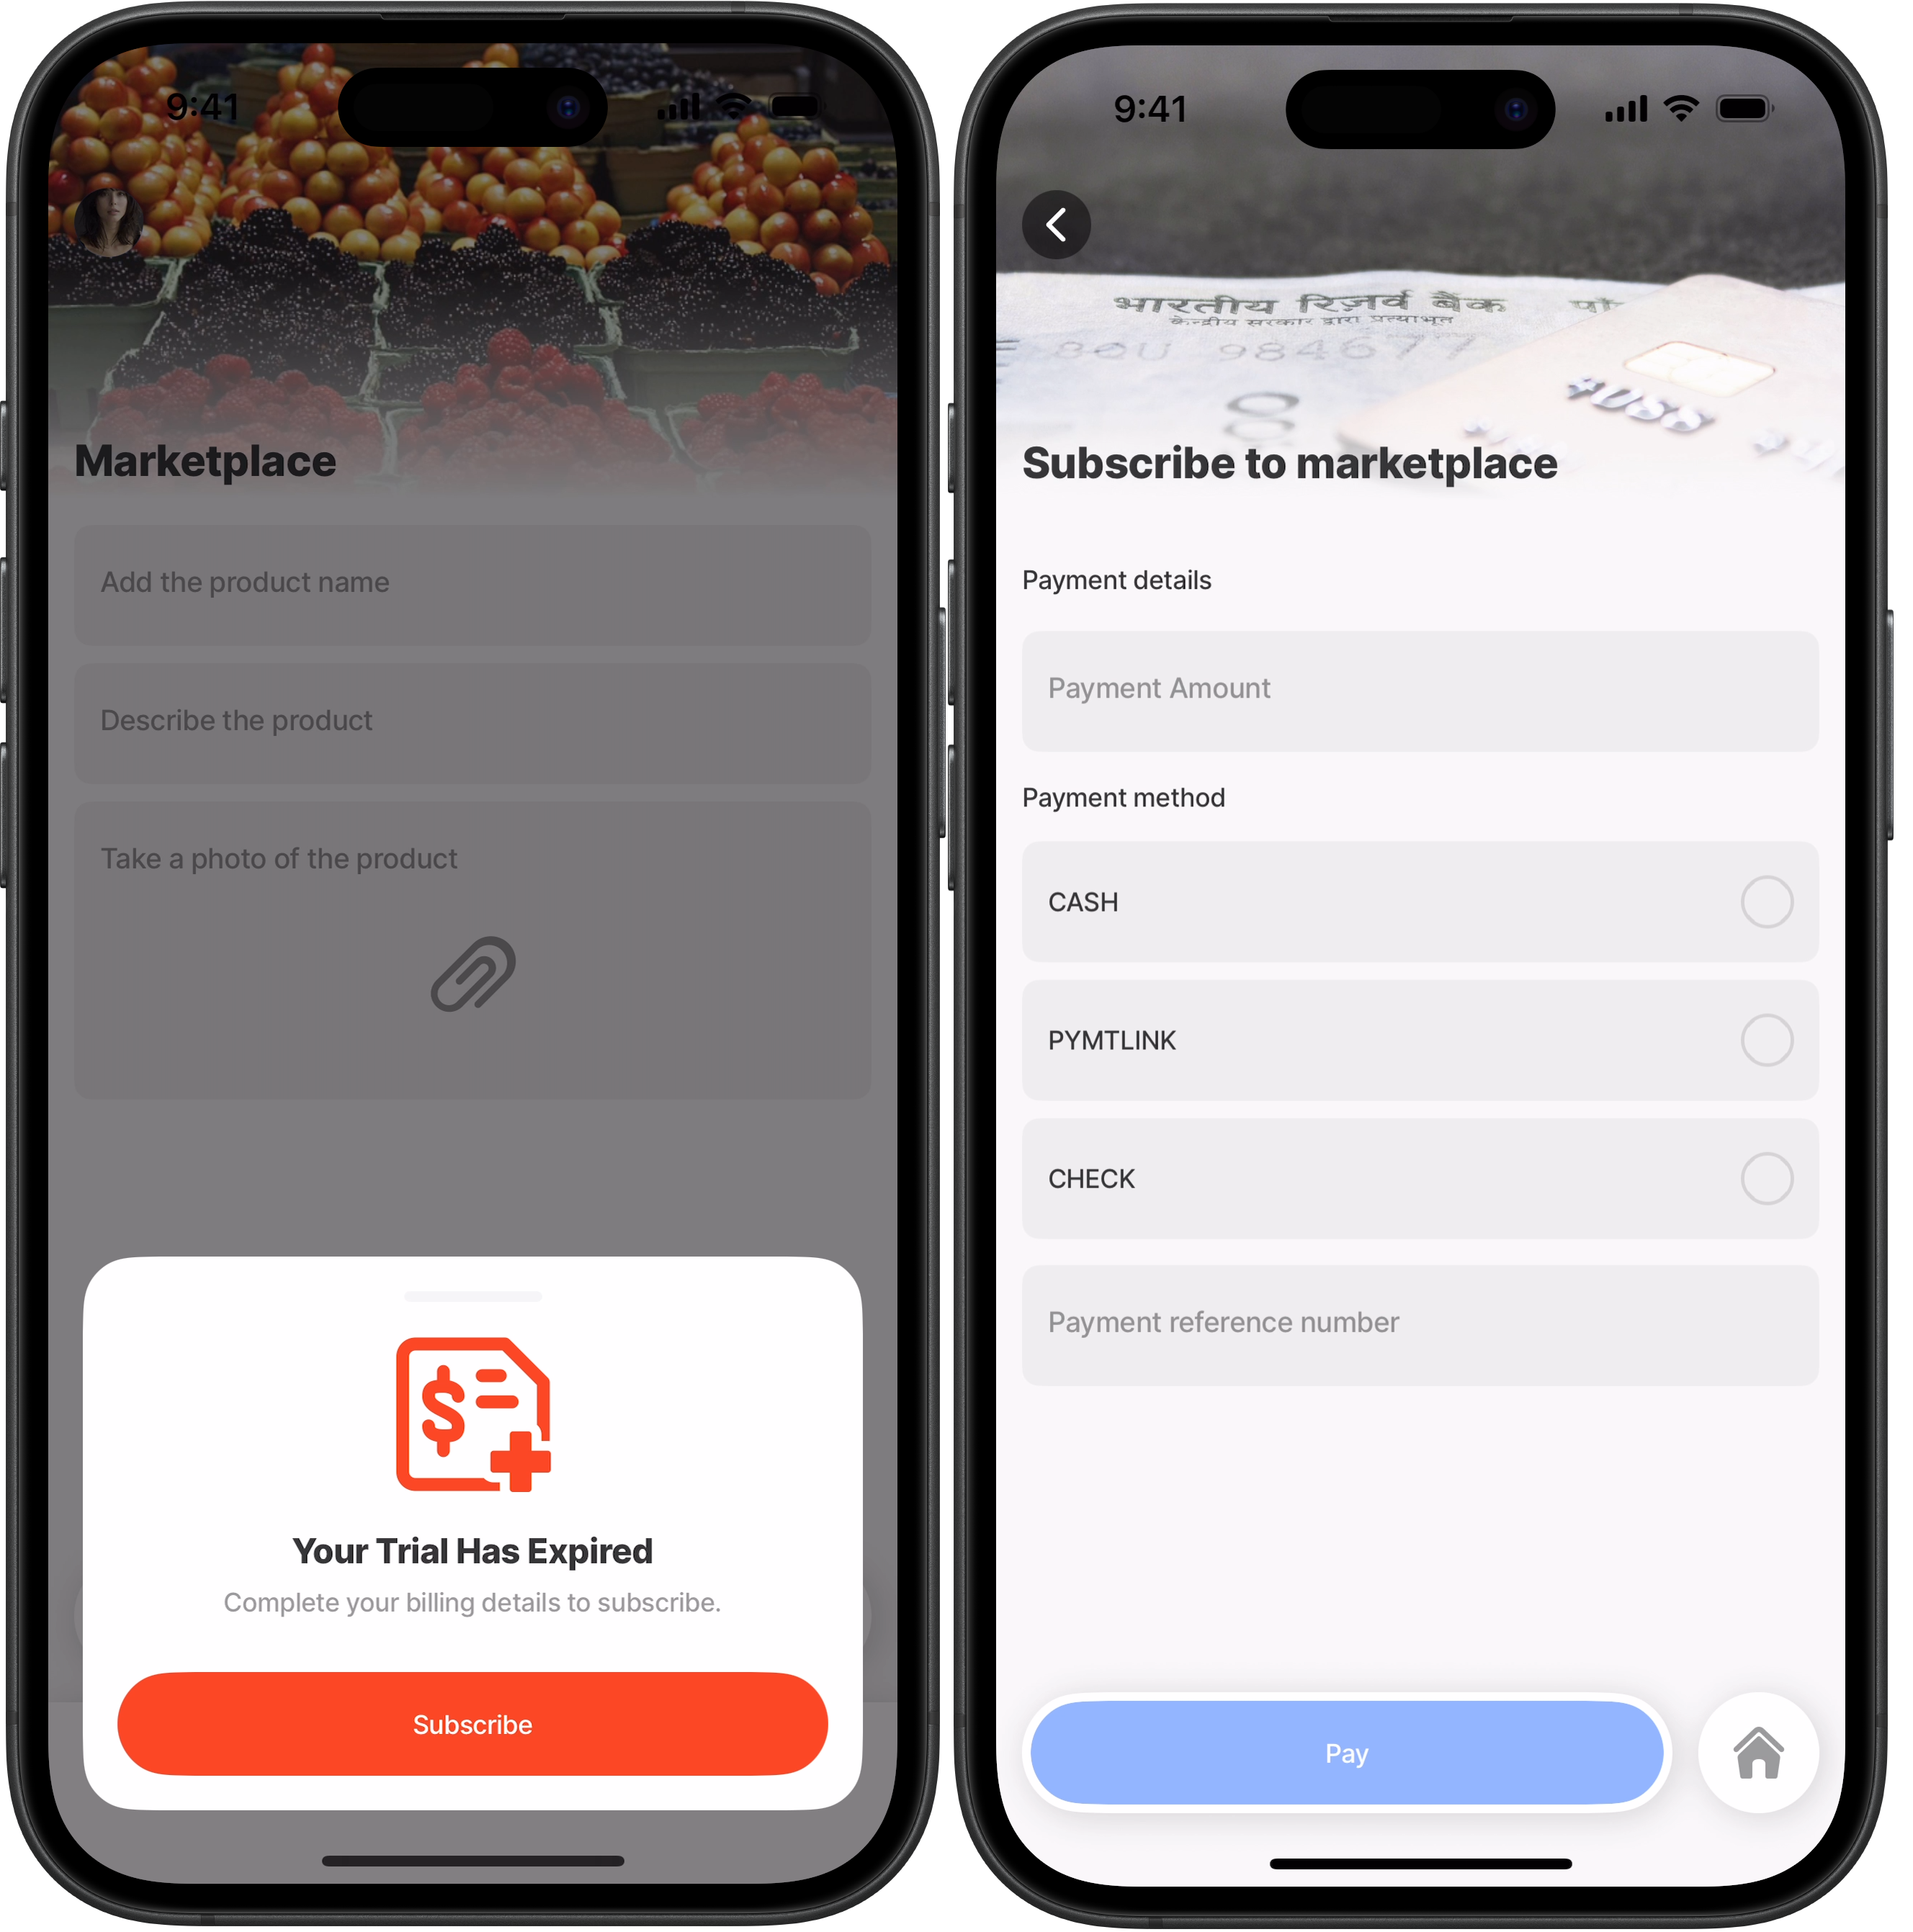 9:41
Marketplace
Add the product name
Describe the product
Take a photo of the product
Your Trial Has Expired
Complete your billing details to subscribe.
Subscribe
9:41
भारतीय रिज़र्व बैंक
केन्द्रीय सरकार द्वारा प्रत्याभूत
80U 984677
Subscribe to marketplace
Payment details
Payment Amount
Payment method
CASH
PYMTLINK
CHECK
Payment reference number
Pay